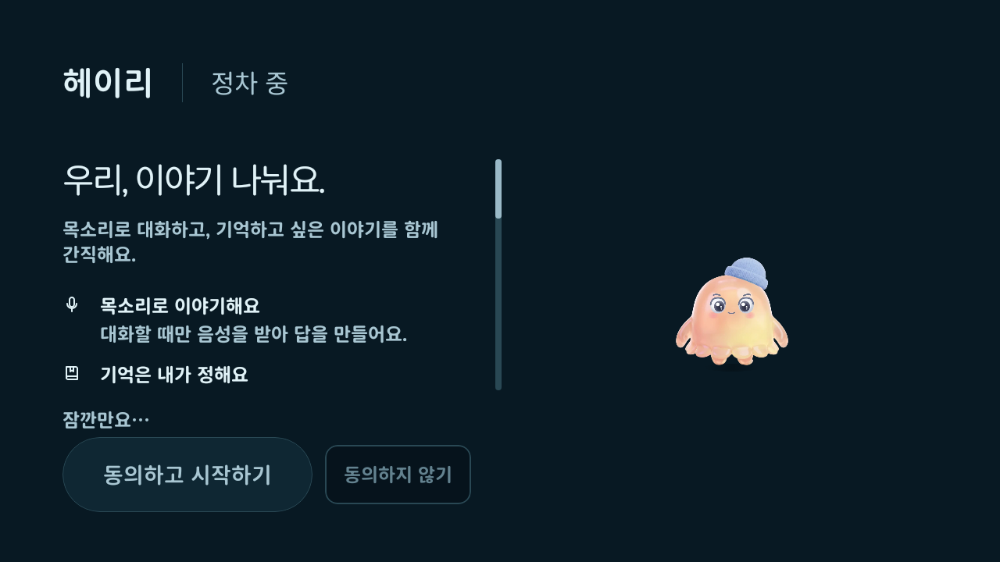 헤이리
정차 중
우리, 이야기 나눠요.
목소리로 대화하고, 기억하고 싶은 이야기를 함께
간직해요.
목소리로 이야기해요
대화할 때만 음성을 받아 답을 만들어요.
기억은 내가 정해요
잠깐만요…
동의하고 시작하기
동의하지 않기